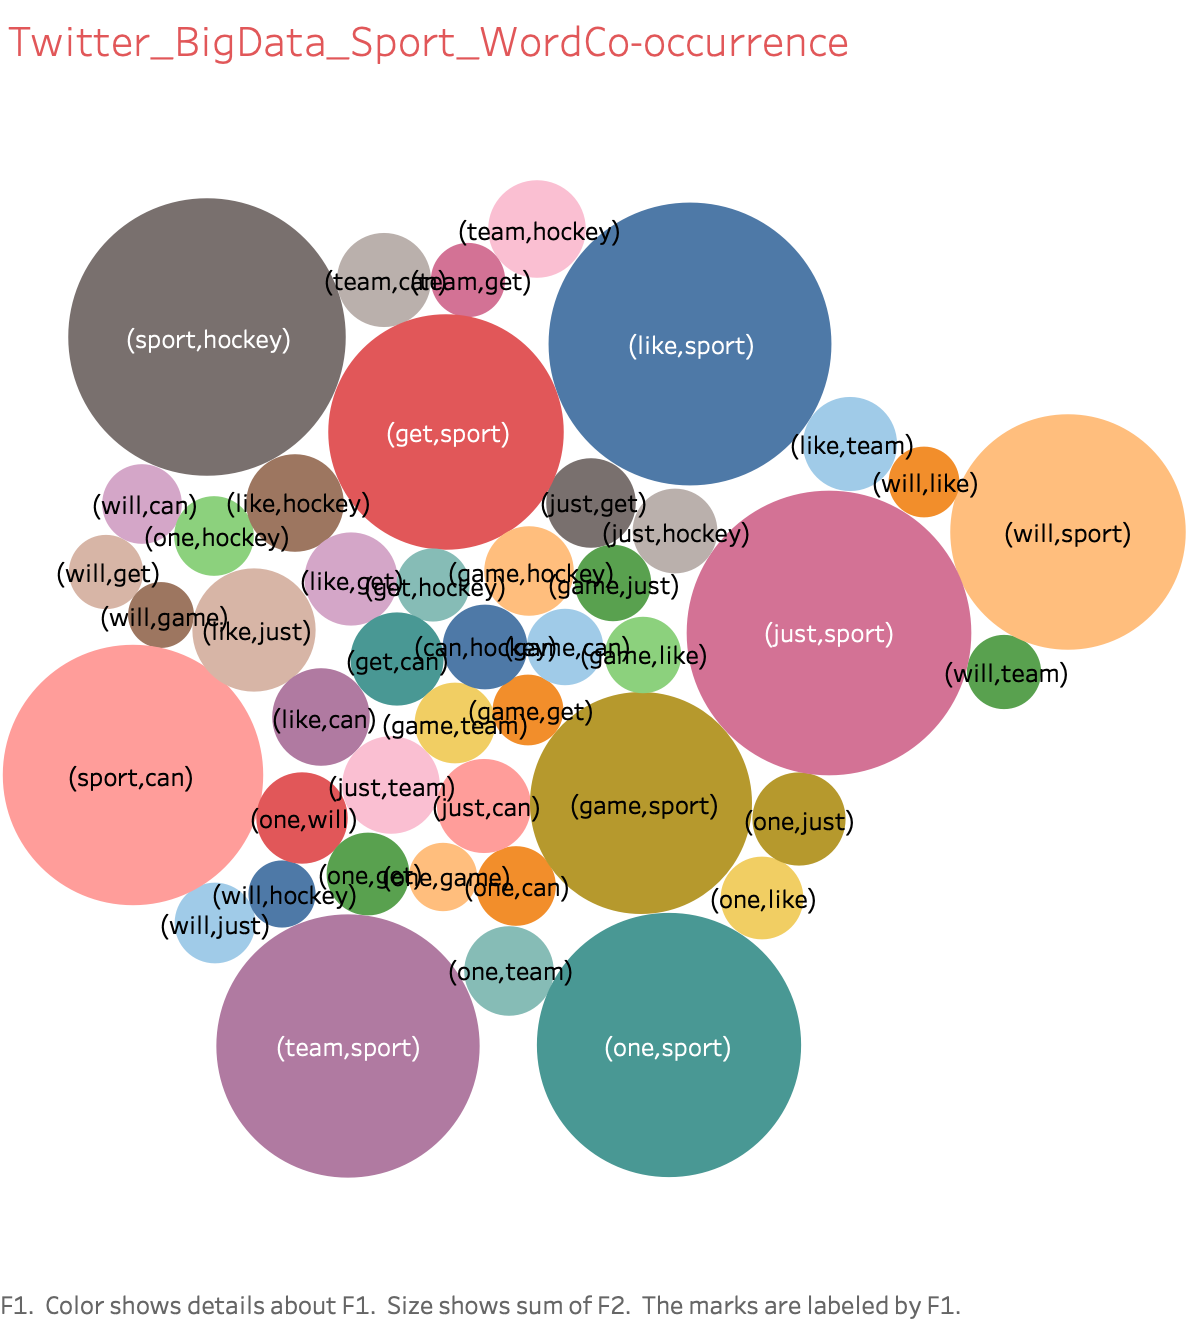 Twitter_BigData_Sport_WordCo-occurrence
(team,hockey)
(team,can)
(team,get)
(sport,hockey)
(like,sport)
(get,sport)
(like,team)
(will,like)
(will,can)
(like,hockey)
(just,get)
(one,hockey)
(just,hockey)
(will,sport)
(will,get)
(like,get)
(get,hockey)
(game,hockey)
(game,just)
(will,game)
(like,just)
(just,sport)
(get,can)
(can,hockey)
(game,can)
(game,like)
(will,team)
(like,can)
(game,team)
(game,get)
(sport,can)
(just,team)
(just,can)
(game,sport)
(one,will)
(one,just)
(one,get)
(one,game)
(one,can)
(will,hockey)
(one,like)
(will,just)
(one,team)
(team,sport)
(one,sport)
F1.  Color shows details about F1.  Size shows sum of F2.  The marks are labeled by F1.